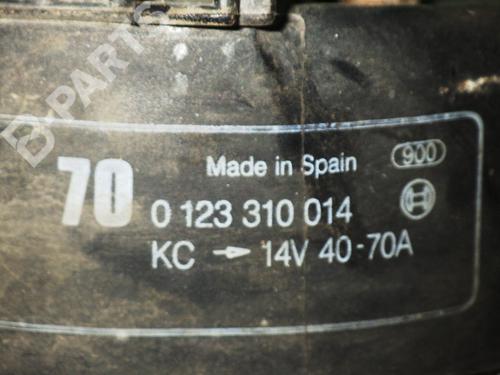 B-PARTS
70 Made in Spain 900
0 123 310 014
KC → 14V 40-70A